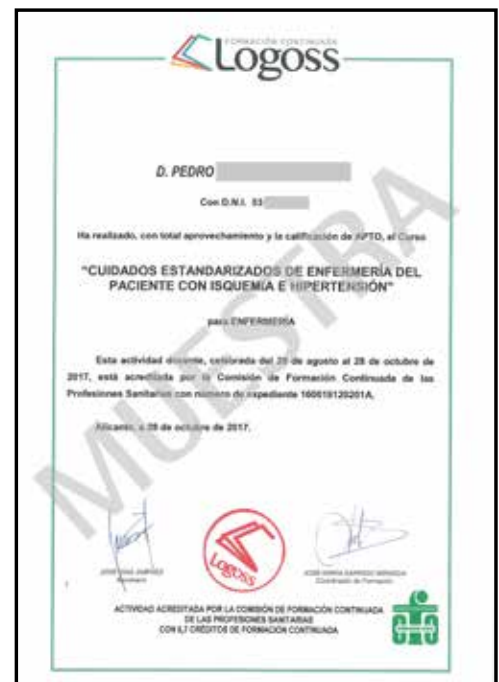 FORMACIÓN CONTINUADA
Logoss
D. PEDRO
Con D.N.I. 53
Ha realizado, con total aprovechamiento y la calificación de APTO, el Curso
"CUIDADOS ESTANDARIZADOS DE ENFERMERÍA DEL
PACIENTE CON ISQUEMIA E HIPERTENSIÓN"
para ENFERMERÍA
Esta actividad docente, celebrada del 28 de agosto al 28 de octubre de
2017, está acreditada por la Comisión de Formación Continuada de las
Profesiones Sanitarias con número de expediente
Alicante, a 28 de octubre de 2017.
MUESTRA
Logoss
Secretario
Coordinador de Formación
ACTIVIDAD ACREDITADA POR LA COMISIÓN DE FORMACIÓN CONTINUADA
DE LAS PROFESIONES SANITARIAS
CON 6,7 CRÉDITOS DE FORMACIÓN CONTINUADA